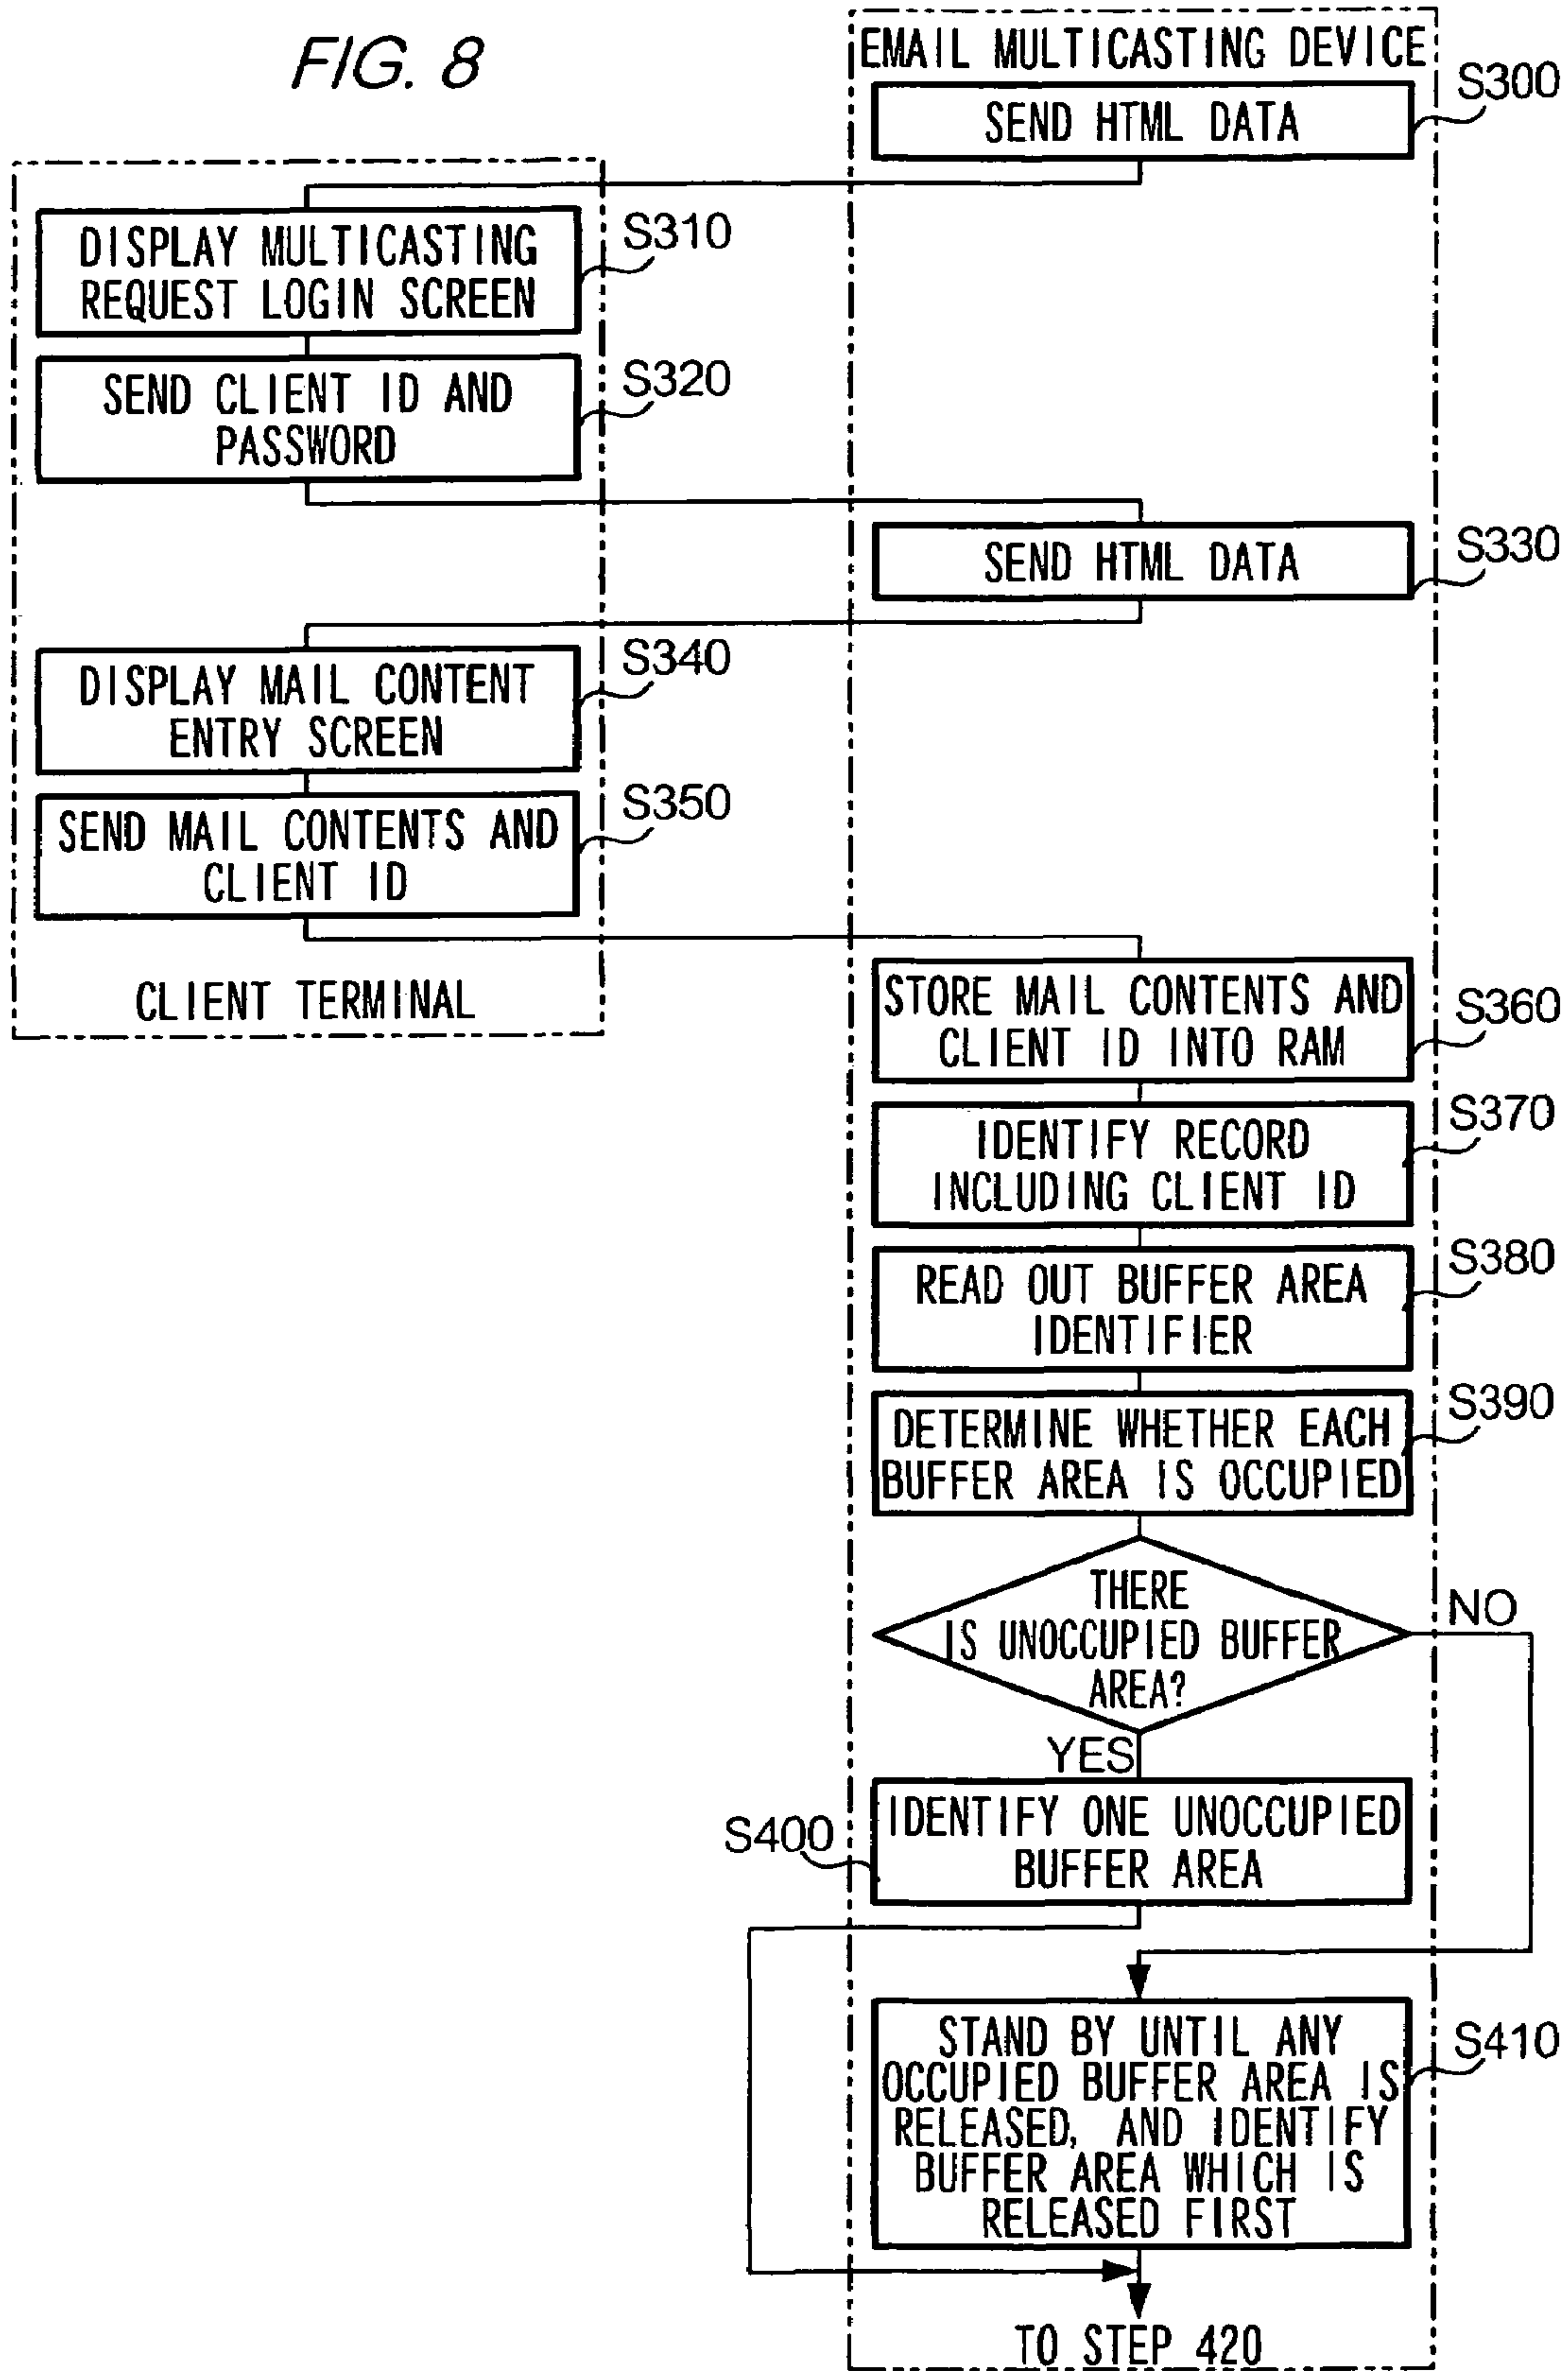 FIG. 8
EMAIL MULTICASTING DEVICE
SEND HTML DATA
S300
DISPLAY MULTICASTING
REQUEST LOGIN SCREEN
S310
SEND CLIENT ID AND
PASSWORD
S320
SEND HTML DATA
S330
DISPLAY MAIL CONTENT
ENTRY SCREEN
S340
SEND MAIL CONTENTS AND
CLIENT ID
S350
CLIENT TERMINAL
STORE MAIL CONTENTS AND
CLIENT ID INTO RAM
S360
IDENTIFY RECORD
INCLUDING CLIENT ID
S370
READ OUT BUFFER AREA
IDENTIFIER
S380
DETERMINE WHETHER EACH
BUFFER AREA IS OCCUPIED
S390
THERE
IS UNOCCUPIED BUFFER
AREA?
NO
YES
IDENTIFY ONE UNOCCUPIED
BUFFER AREA
S400
STAND BY UNTIL ANY
OCCUPIED BUFFER AREA IS
RELEASED, AND IDENTIFY
BUFFER AREA WHICH IS
RELEASED FIRST
S410
TO STEP 420